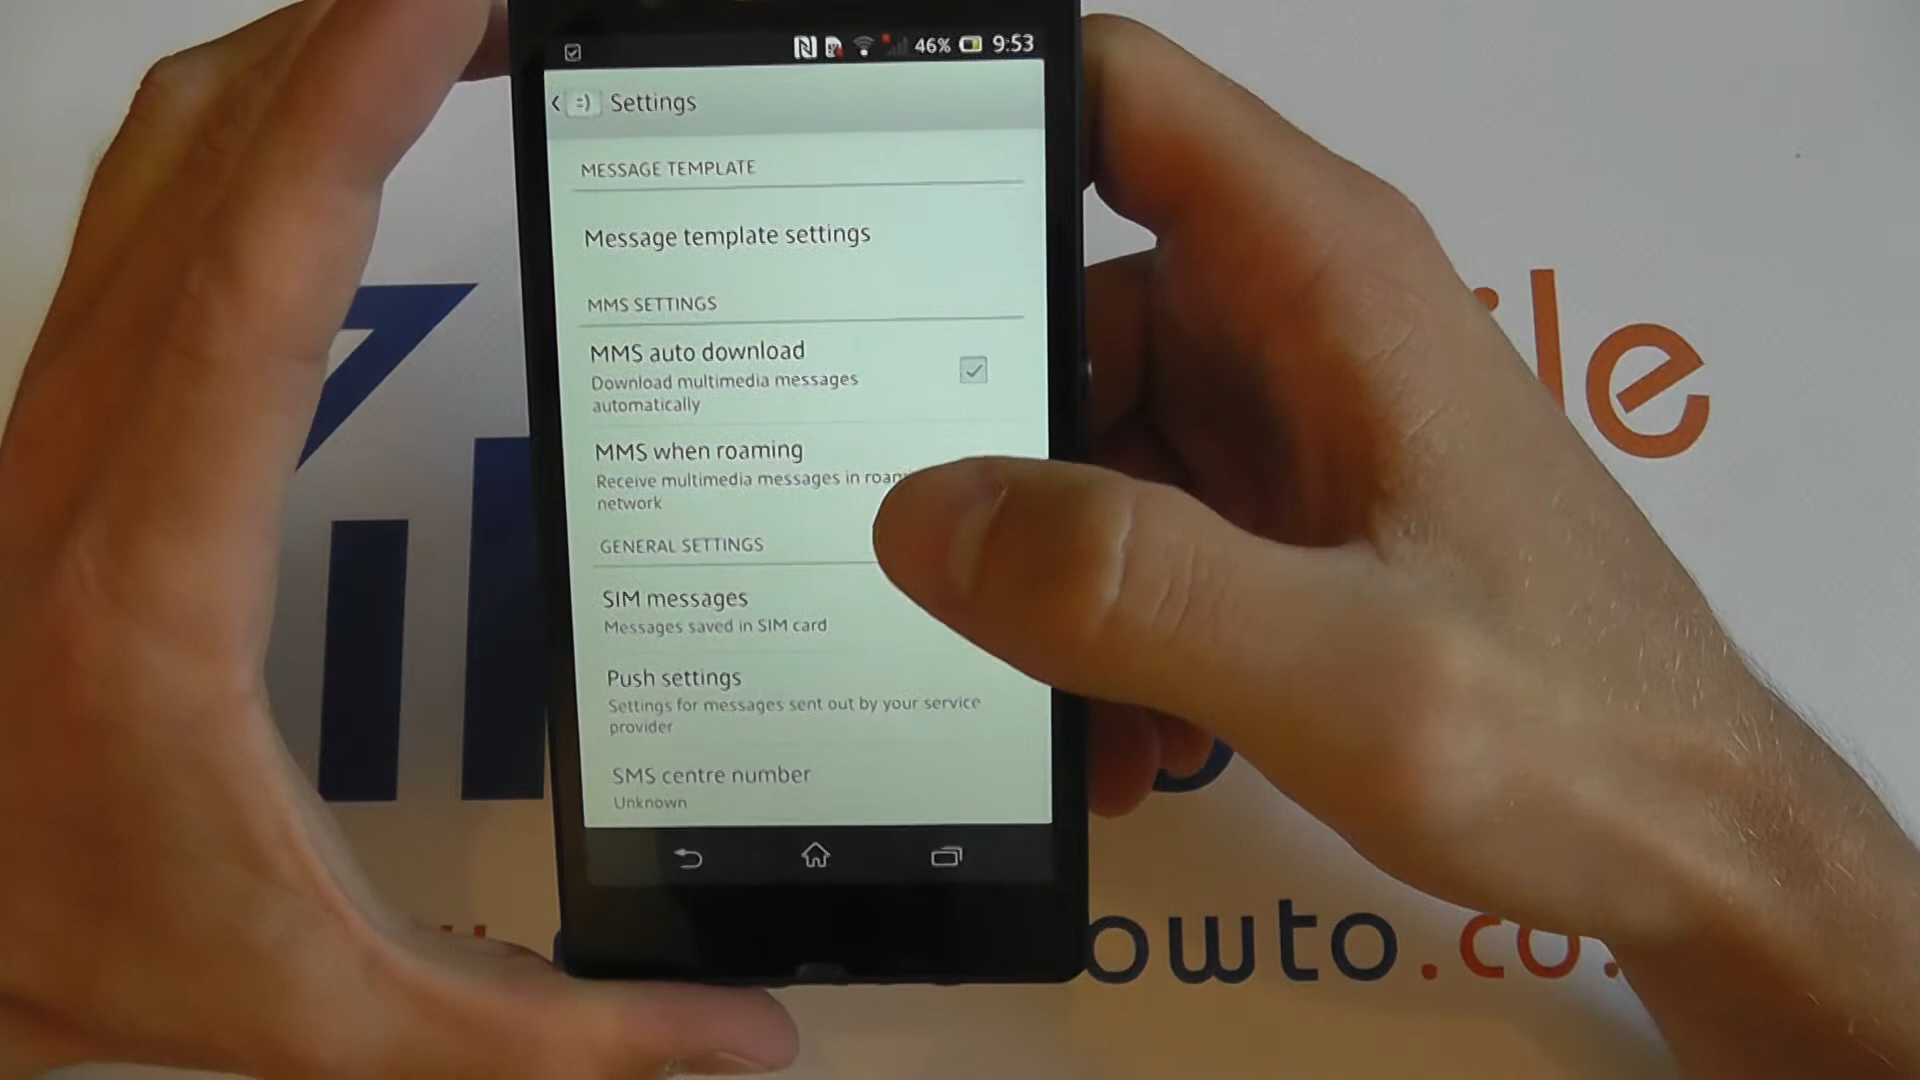 46% 9:53
Settings
MESSAGE TEMPLATE
Message template settings
MMS SETTINGS
MMS auto download
Download multimedia messages
automatically
MMS when roaming
Receive multimedia messages in
network
GENERAL SETTINGS
SIM messages
Messages saved in SIM card
Push settings
Settings for messages sent out by your service
provider
SMS centre number
Unknown
le
owto.co.